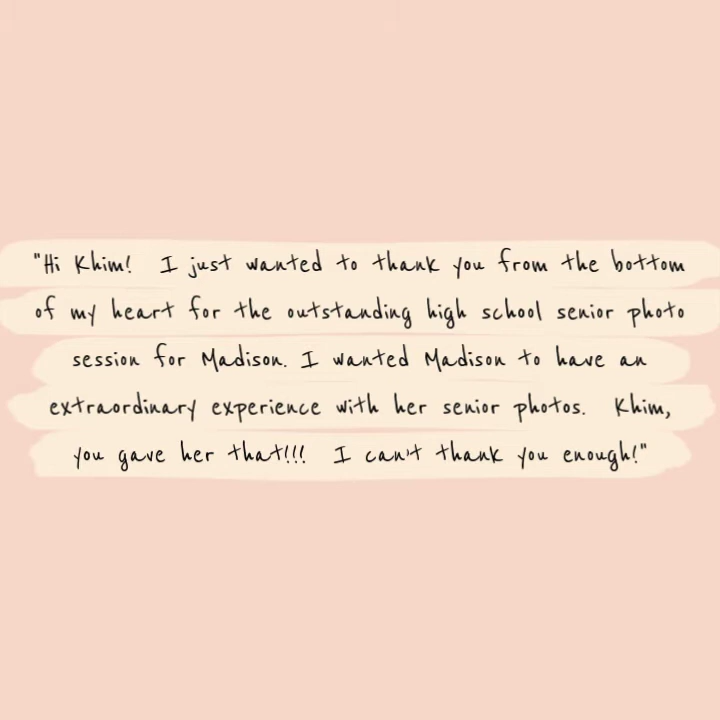 "Hi Khim! I just wanted to thank you from the bottom
of my heart for the outstanding high school senior photo
session for Madison. I wanted Madison to have an
extraordinary experience with her senior photos. Khim,
you gave her that!!! I can't thank you enough!"